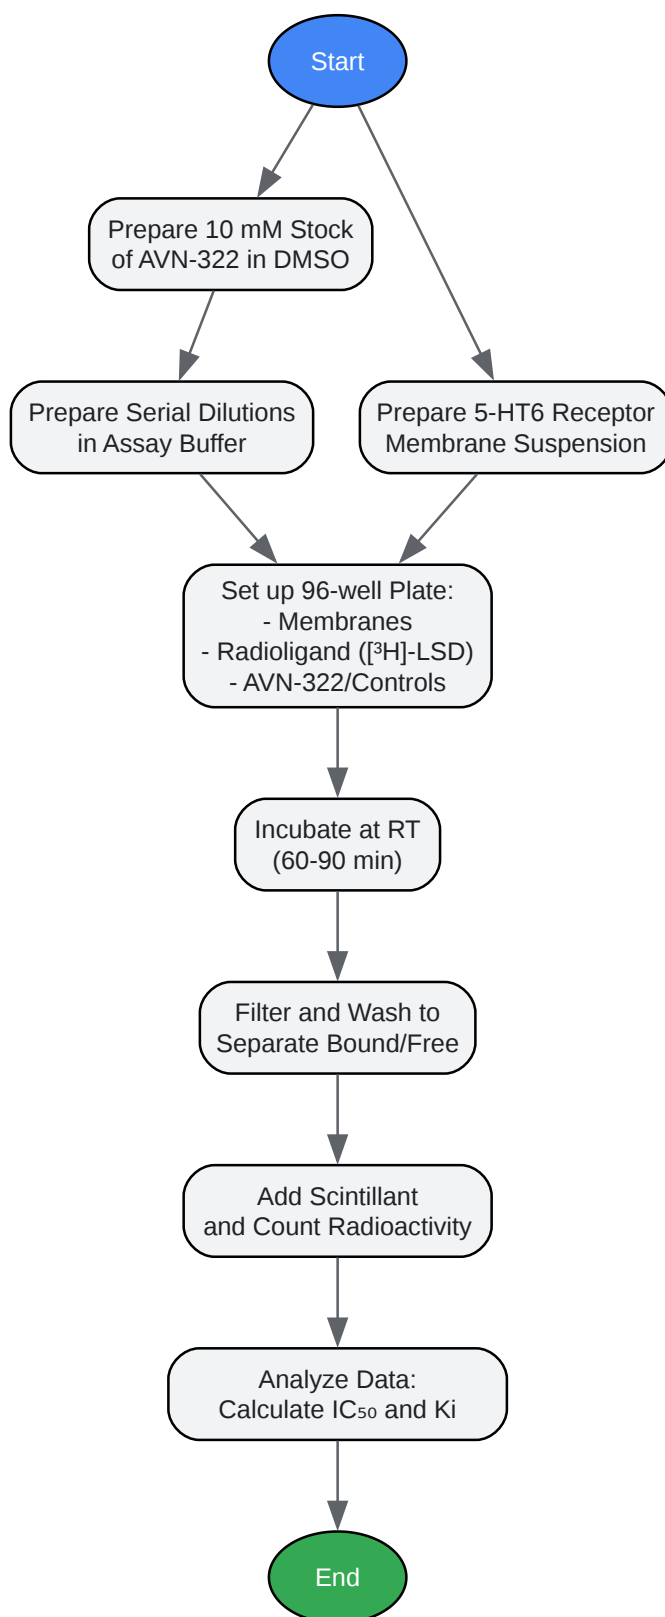 Start
Prepare 10 mM Stock
of AVN-322 in DMSO
Prepare Serial Dilutions
in Assay Buffer
Prepare 5-HT6 Receptor
Membrane Suspension
Set up 96-well Plate:
- Membranes
- Radioligand ([³H]-LSD)
- AVN-322/Controls
Incubate at RT
(60-90 min)
Filter and Wash to
Separate Bound/Free
Add Scintillant
and Count Radioactivity
Analyze Data:
Calculate IC₅₀ and Ki
End